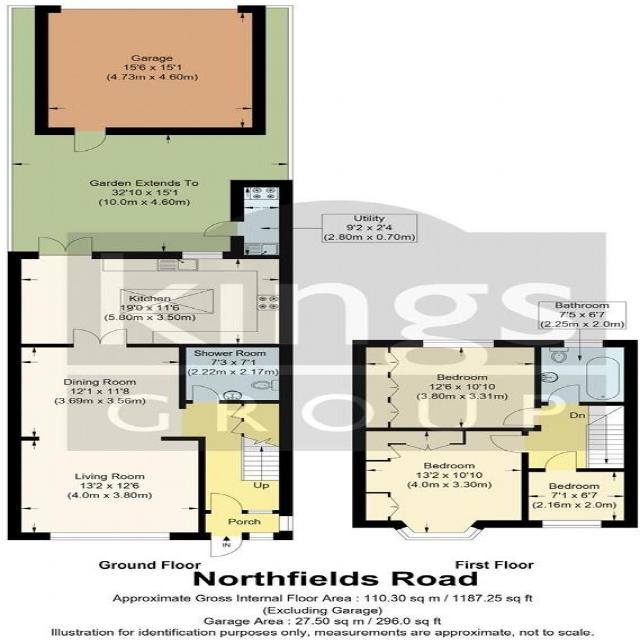 Garage
15'6 x 15'1
(4.73m x 4.60m)
Garden Extends To
32'10 x 15'1
(10.0m x 4.60m)
Utility
9'2 x 2'4
(2.80m x 0.70m)
Kitchen
19'0 x 11'6
(5.80m x 3.50m)
kings
GROUP
Bathroom
7'5 x 6'7
(2.25m x 2.0m)
Shower Room
7'3 x 7'1
(2.22m x 2.17m)
Dining Room
12'1 x 11'8
(3.69m x 3.56m)
Bedroom
12'6 x 10'10
(3.80m x 3.31m)
Dn
Living Room
13'2 x 12'6
(4.0m x 3.80m)
Up
Bedroom
13'2 x 10'10
(4.0m x 3.30m)
Bedroom
7'1 x 6'7
(2.16m x 2.0m)
Porch
IN
Ground Floor
First Floor
Northfields Road
Approximate Gross Internal Floor Area : 110.30 sq m / 1187.25 sq ft
(Excluding Garage)
Garage Area : 27.50 sq m / 296.0 sq ft
Illustration for identification purposes only, measurements are approximate, not to scale.